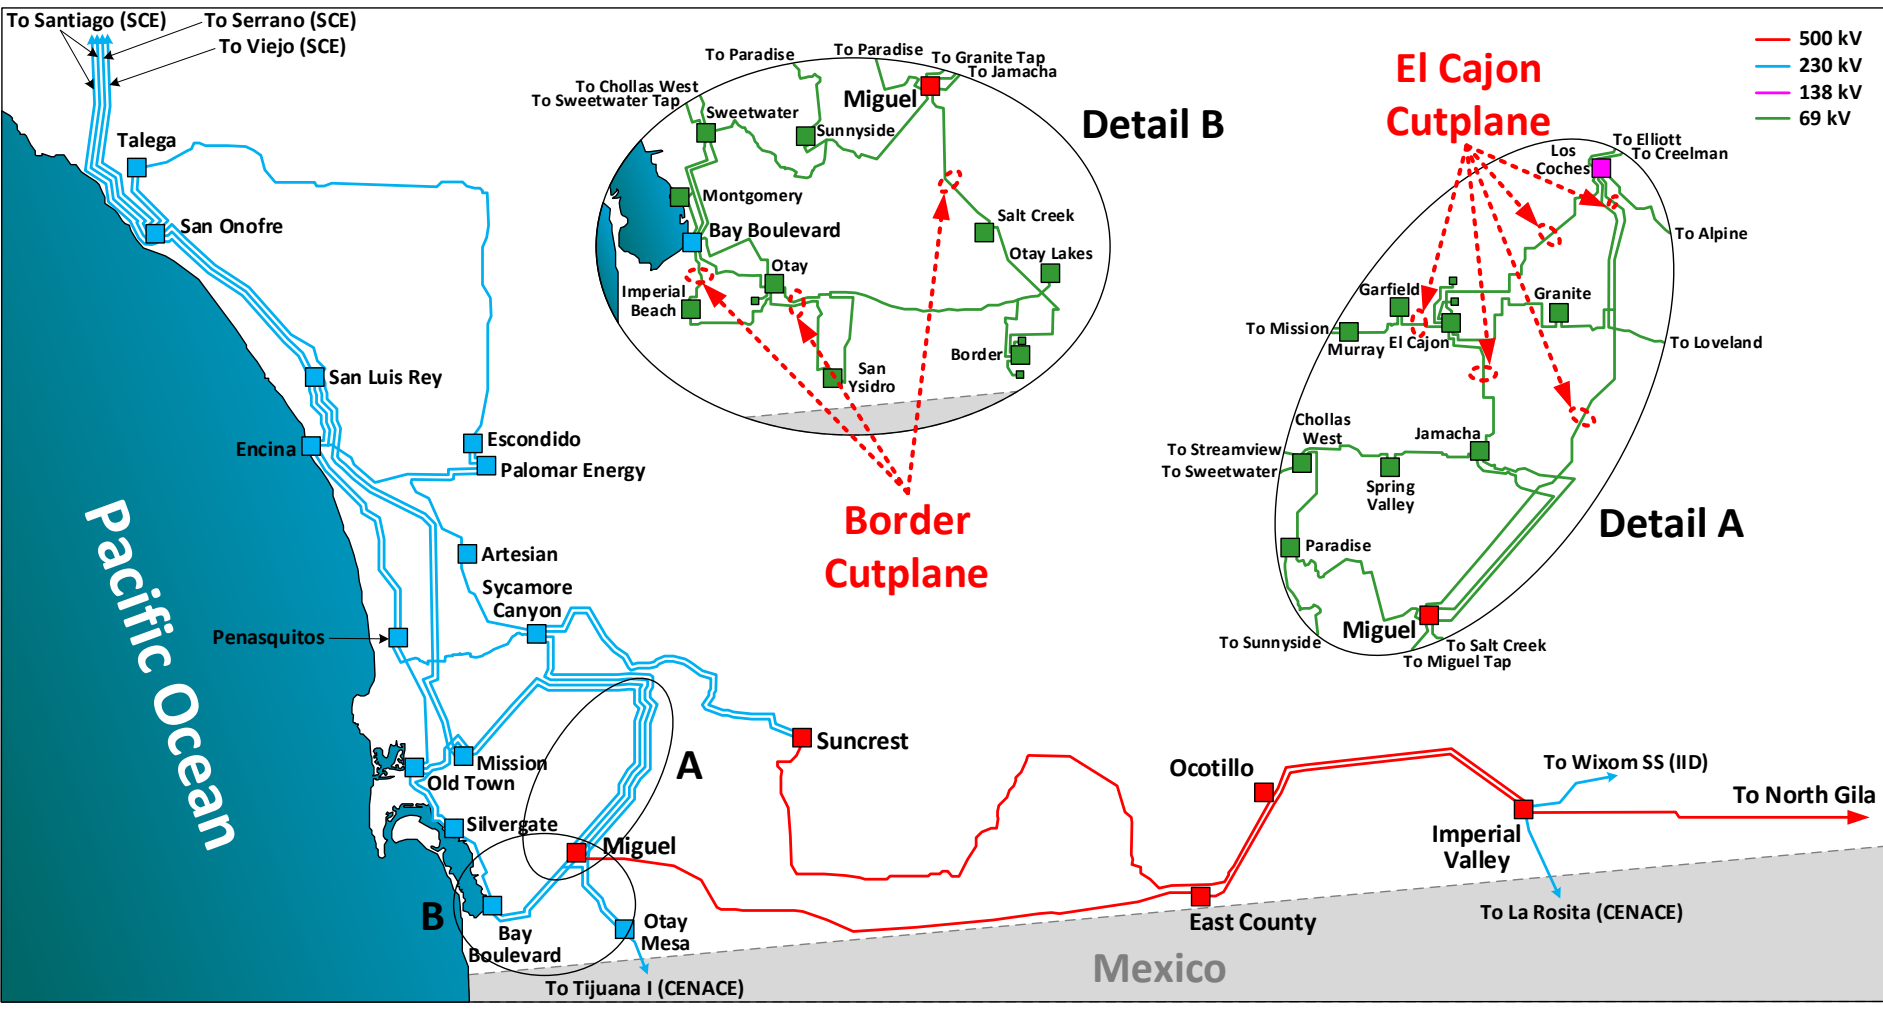 To Santiago (SCE)
To Serrano (SCE)
To Viejo (SCE)
Talega
San Onofre
San Luis Rey
Encina
Escondido
Palomar Energy
Artesian
Sycamore
Canyon
Penasquitos
Pacific Ocean
Mission
Old Town
Silvergate
Miguel
A
B
Bay
Boulevard
Otay
Mesa
To Tijuana I (CENACE)
Suncrest
Ocotillo
East County
Imperial
Valley
To Wixom SS (IID)
To North Gila
To La Rosita (CENACE)
Mexico
To Paradise
To Paradise
To Granite Tap
To Jamacha
To Chollas West
To Sweetwater Tap
Miguel
Sweetwater
Sunnyside
Montgomery
Bay Boulevard
Salt Creek
Otay Lakes
Otay
Imperial
Beach
Border
San
Ysidro
Detail B
Border
Cutplane
El Cajon
Cutplane
500 kV
230 kV
138 kV
69 kV
Los
Coches
To Elliott
To Creelman
To Alpine
Garfield
Granite
To Mission
Murray
El Cajon
To Loveland
Chollas
West
Jamacha
To Streamview
To Sweetwater
Spring
Valley
Detail A
Paradise
Miguel
To Sunnyside
To Salt Creek
To Miguel Tap